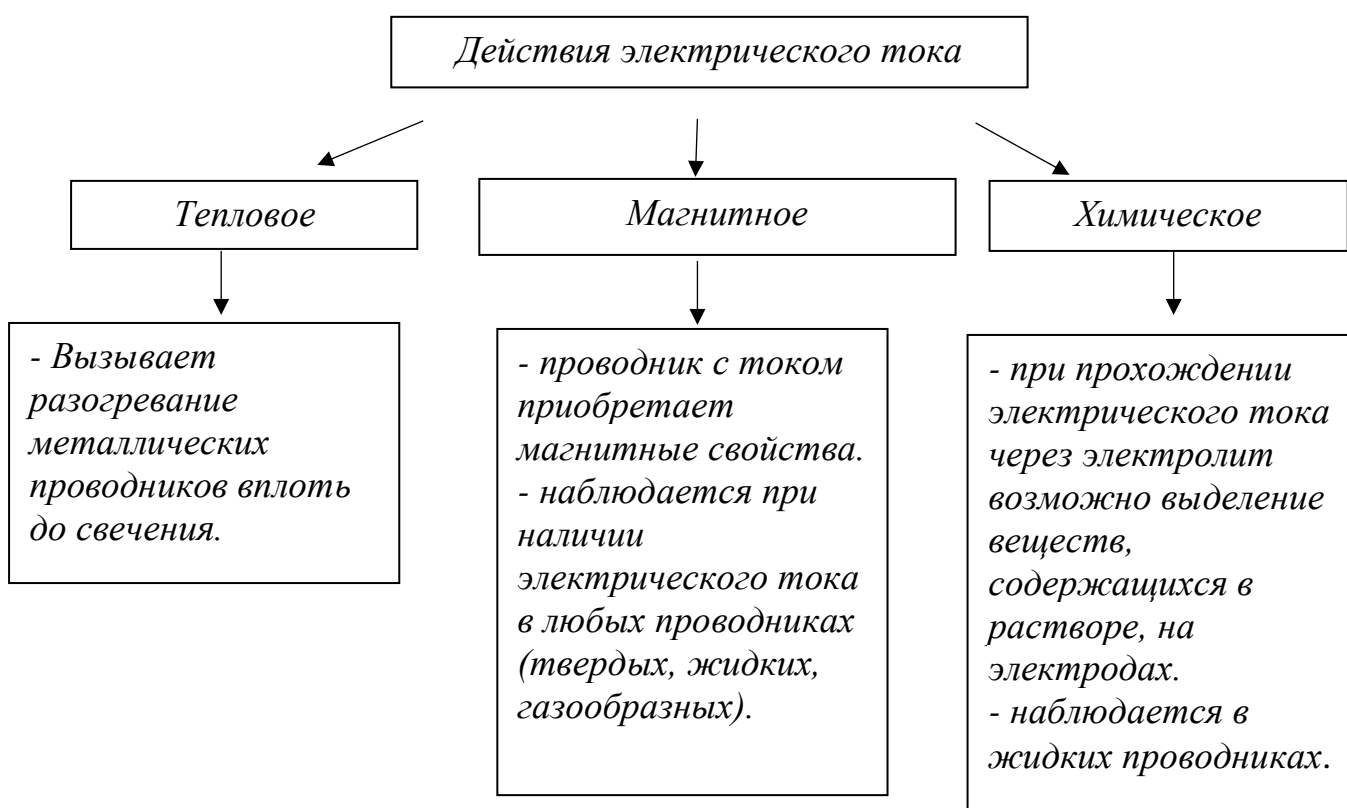 Действия электрического тока
Тепловое
Магнитное
Химическое
- Вызывает
разогревание
металлических
проводников вплоть
до свечения.
- проводник с током
приобретает
магнитные свойства.
- наблюдается при
наличии
электрического тока
в любых проводниках
(твердых, жидких,
газообразных).
- при прохождении
электрического тока
через электролит
возможно выделение
веществ,
содержащихся в
растворе, на
электродах.
- наблюдается в
жидких проводниках.